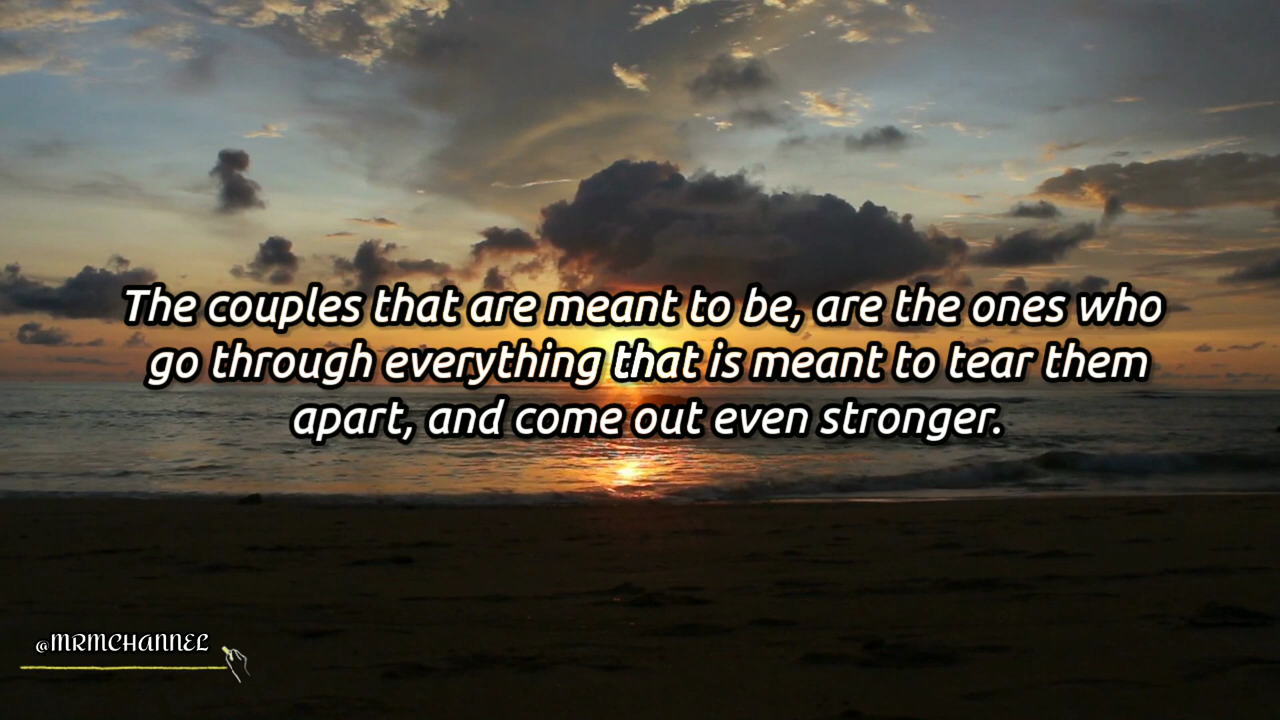 The couples that are meant to be, are the ones who
go through everything that is meant to tear them
apart, and come out even stronger.
@MRMCHANNEL